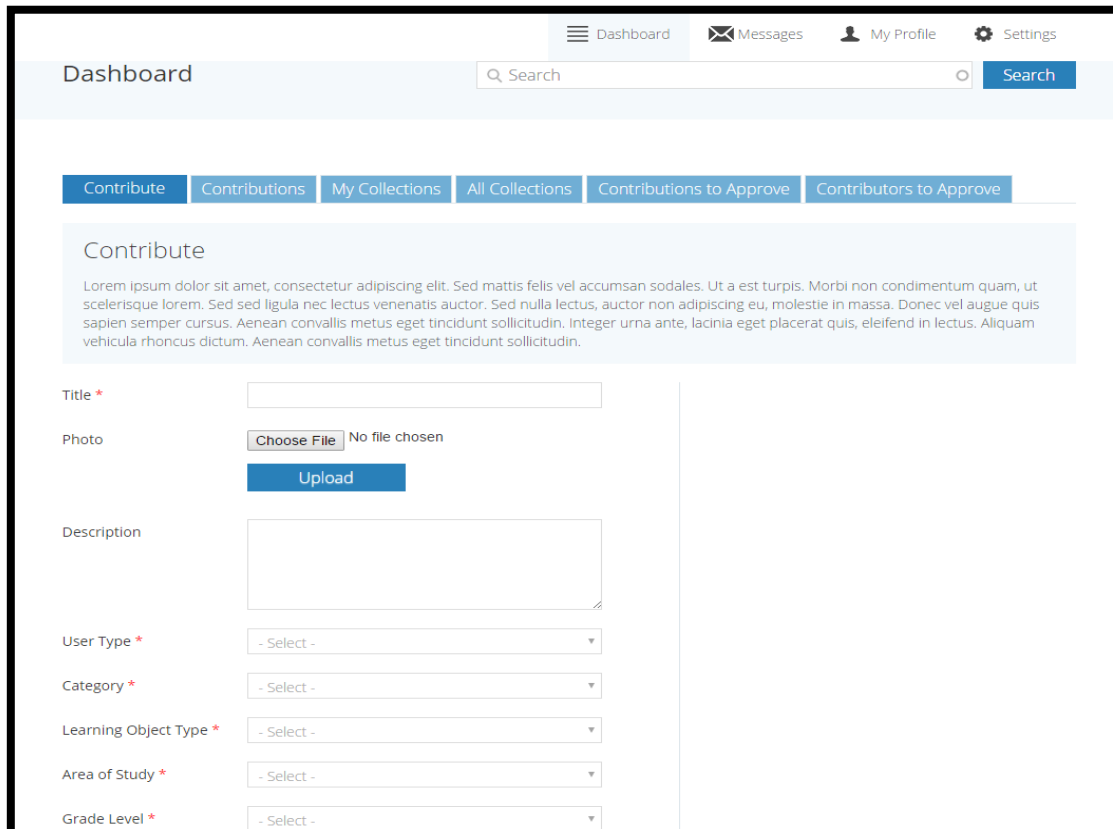 Dashboard Messages My Profile Settings
Dashboard Search Search
Contribute Contributions My Collections All Collections Contributions to Approve Contributors to Approve
Contribute
Lorem ipsum dolor sit amet, consectetur adipiscing elit. Sed mattis felis vel accumsan sodales. Ut a est turpis. Morbi non condimentum quam, ut
scelerisque lorem. Sed sed ligula nec lectus venenatis auctor. Sed nulla lectus, auctor non adipiscing eu, molestie in massa. Donec vel augue quis
sapien semper cursus. Aenean convallis metus eget tincidunt sollicitudin. Integer urna ante, lacinia eget placerat quis, eleifend in lectus. Aliquam
vehicula rhoncus dictum. Aenean convallis metus eget tincidunt sollicitudin.
Title *
Photo Choose File No file chosen
Upload
Description
User Type * - Select -
Category * - Select -
Learning Object Type * - Select -
Area of Study * - Select -
Grade Level * - Select -